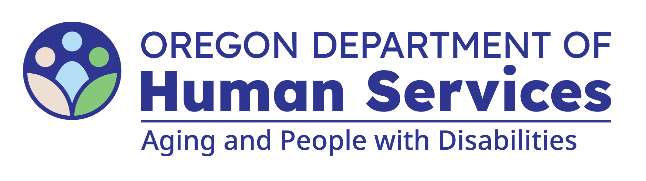 OREGON DEPARTMENT OF
Human Services
Aging and People with Disabilities